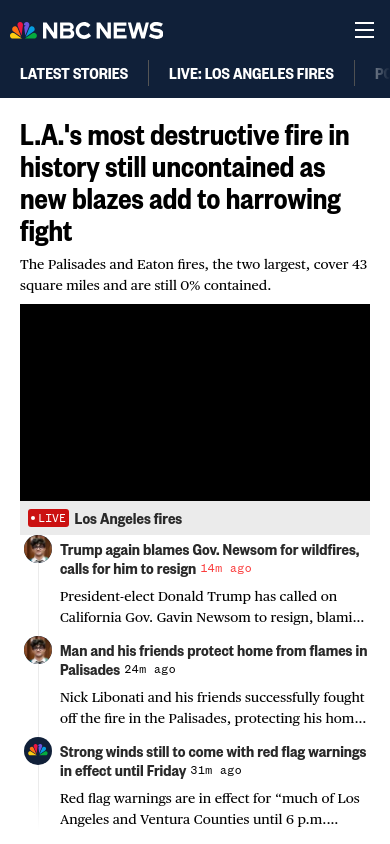 NBC NEWS
LATEST STORIES
LIVE: LOS ANGELES FIRES
L.A.'s most destructive fire in
history still uncontained as
new blazes add to harrowing
fight
The Palisades and Eaton fires, the two largest, cover 43
square miles and are still 0% contained.
LIVE Los Angeles fires
Trump again blames Gov. Newsom for wildfires,
calls for him to resign 14m ago
President-elect Donald Trump has called on
California Gov. Gavin Newsom to resign, blami...
Man and his friends protect home from flames in
Palisades 24m ago
Nick Libonati and his friends successfully fought
off the fire in the Palisades, protecting his hom...
Strong winds still to come with red flag warnings
in effect until Friday 31m ago
Red flag warnings are in effect for “much of Los
Angeles and Ventura Counties until 6 p.m....